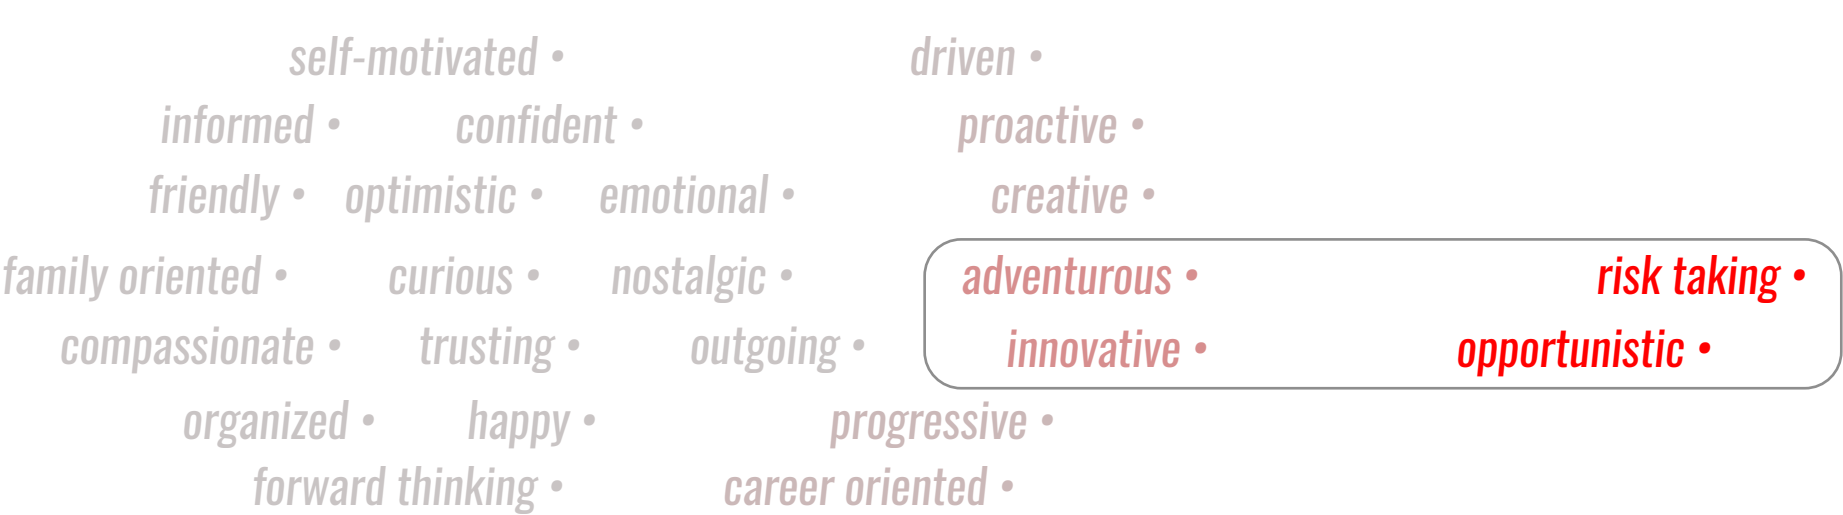 self-motivated • driven •
informed • confident • proactive •
friendly • optimistic • emotional • creative •
family oriented • curious • nostalgic • adventurous • risk taking •
compassionate • trusting • outgoing • innovative • opportunistic •
organized • happy • progressive •
forward thinking • career oriented •